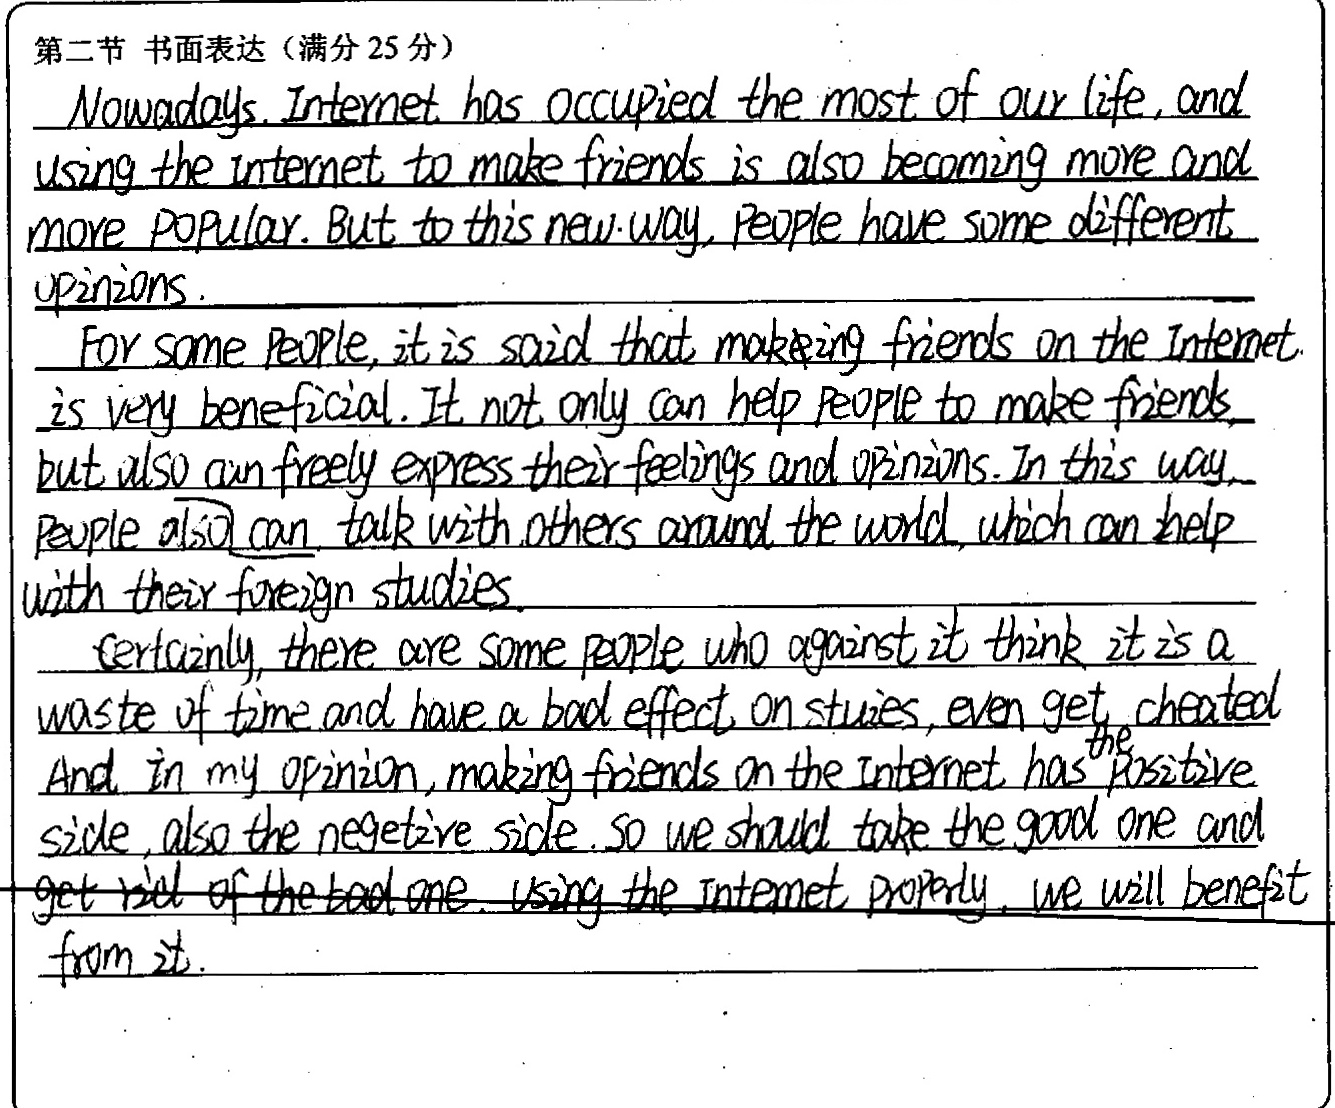 第二节 书面表达（满分 25 分）
Nowadays. Internet has occupied the most of our life, and
using the Internet to make friends is also becoming more and
more popular. But to this new way, people have some different
opinions.
For some people, it is said that making friends on the Internet
is very beneficial. It not only can help people to make friends,
but also can freely express their feelings and opinions. In this way,
people also can talk with others around the world, which can help
with their foreign studies.
Certainly, there are some people who against it think it is a
waste of time and have a bad effect on stuies, even get cheated
And in my opinion, making friends on the Internet has the positive
side, also the negetive side. So we should take the good one and
get rid of the bad one. Using the Internet properly, we will benefit
from it.